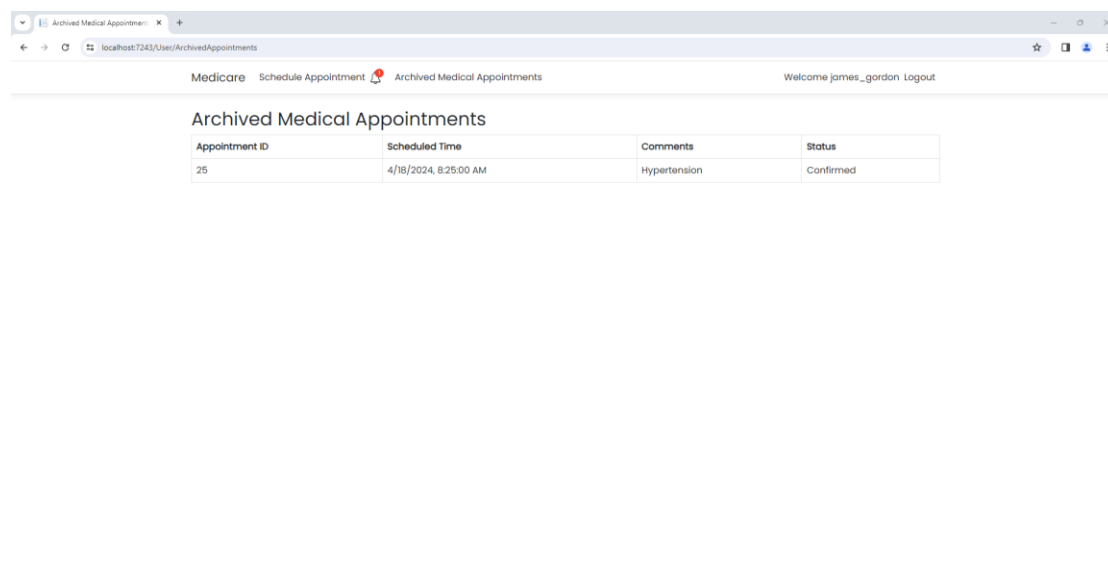 Archived Medical Appointment
localhost:7243/User/ArchivedAppointments
Medicare Schedule Appointment 1 Archived Medical Appointments Welcome james_gordon Logout
Archived Medical Appointments
Appointment ID Scheduled Time Comments Status
25 4/18/2024, 8:25:00 AM Hypertension Confirmed